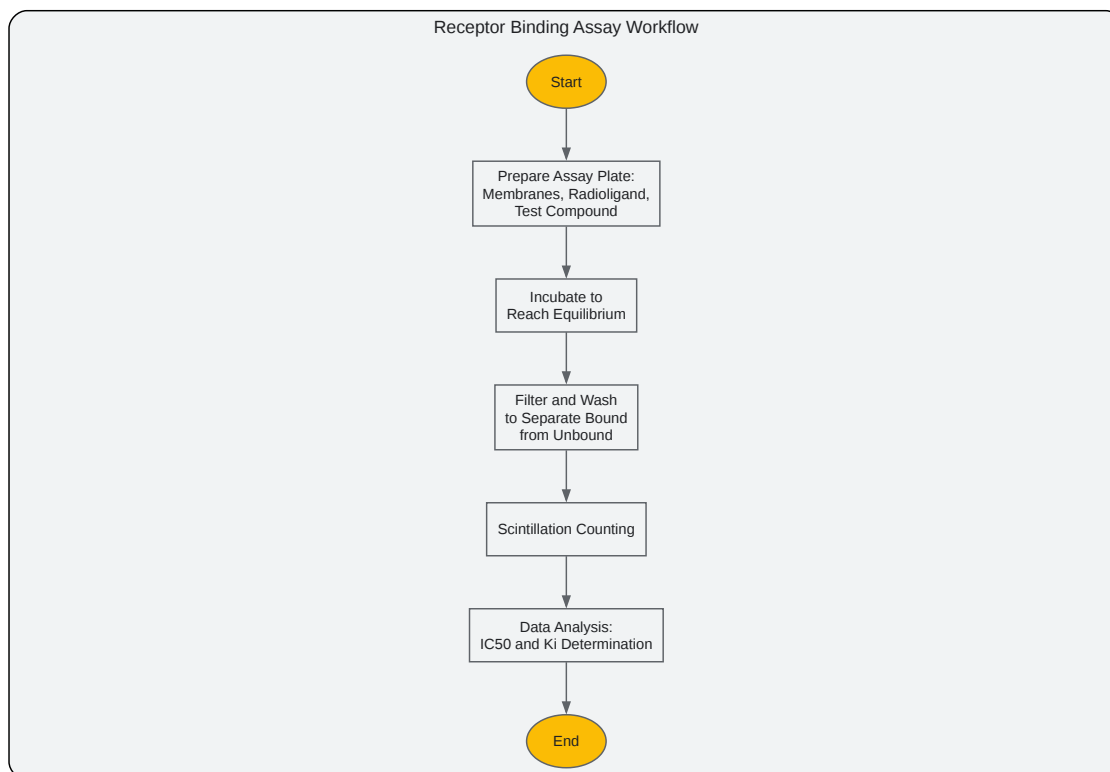 Receptor Binding Assay Workflow
Start
Prepare Assay Plate:
Membranes, Radioligand,
Test Compound
Incubate to
Reach Equilibrium
Filter and Wash
to Separate Bound
from Unbound
Scintillation Counting
Data Analysis:
IC50 and Ki Determination
End